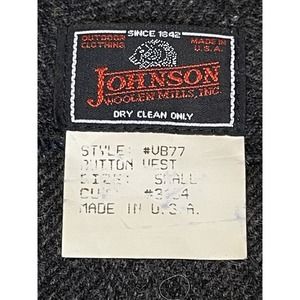 SINCE 1842
OUTDOOR CLOTHING
MADE IN U.S.A.
JOHNSON
WOOLEN MILLS, INC.
DRY CLEAN ONLY
STYLE: #VB77
BUTTON VEST
SIZE: SMALL
MADE IN U.S.A.